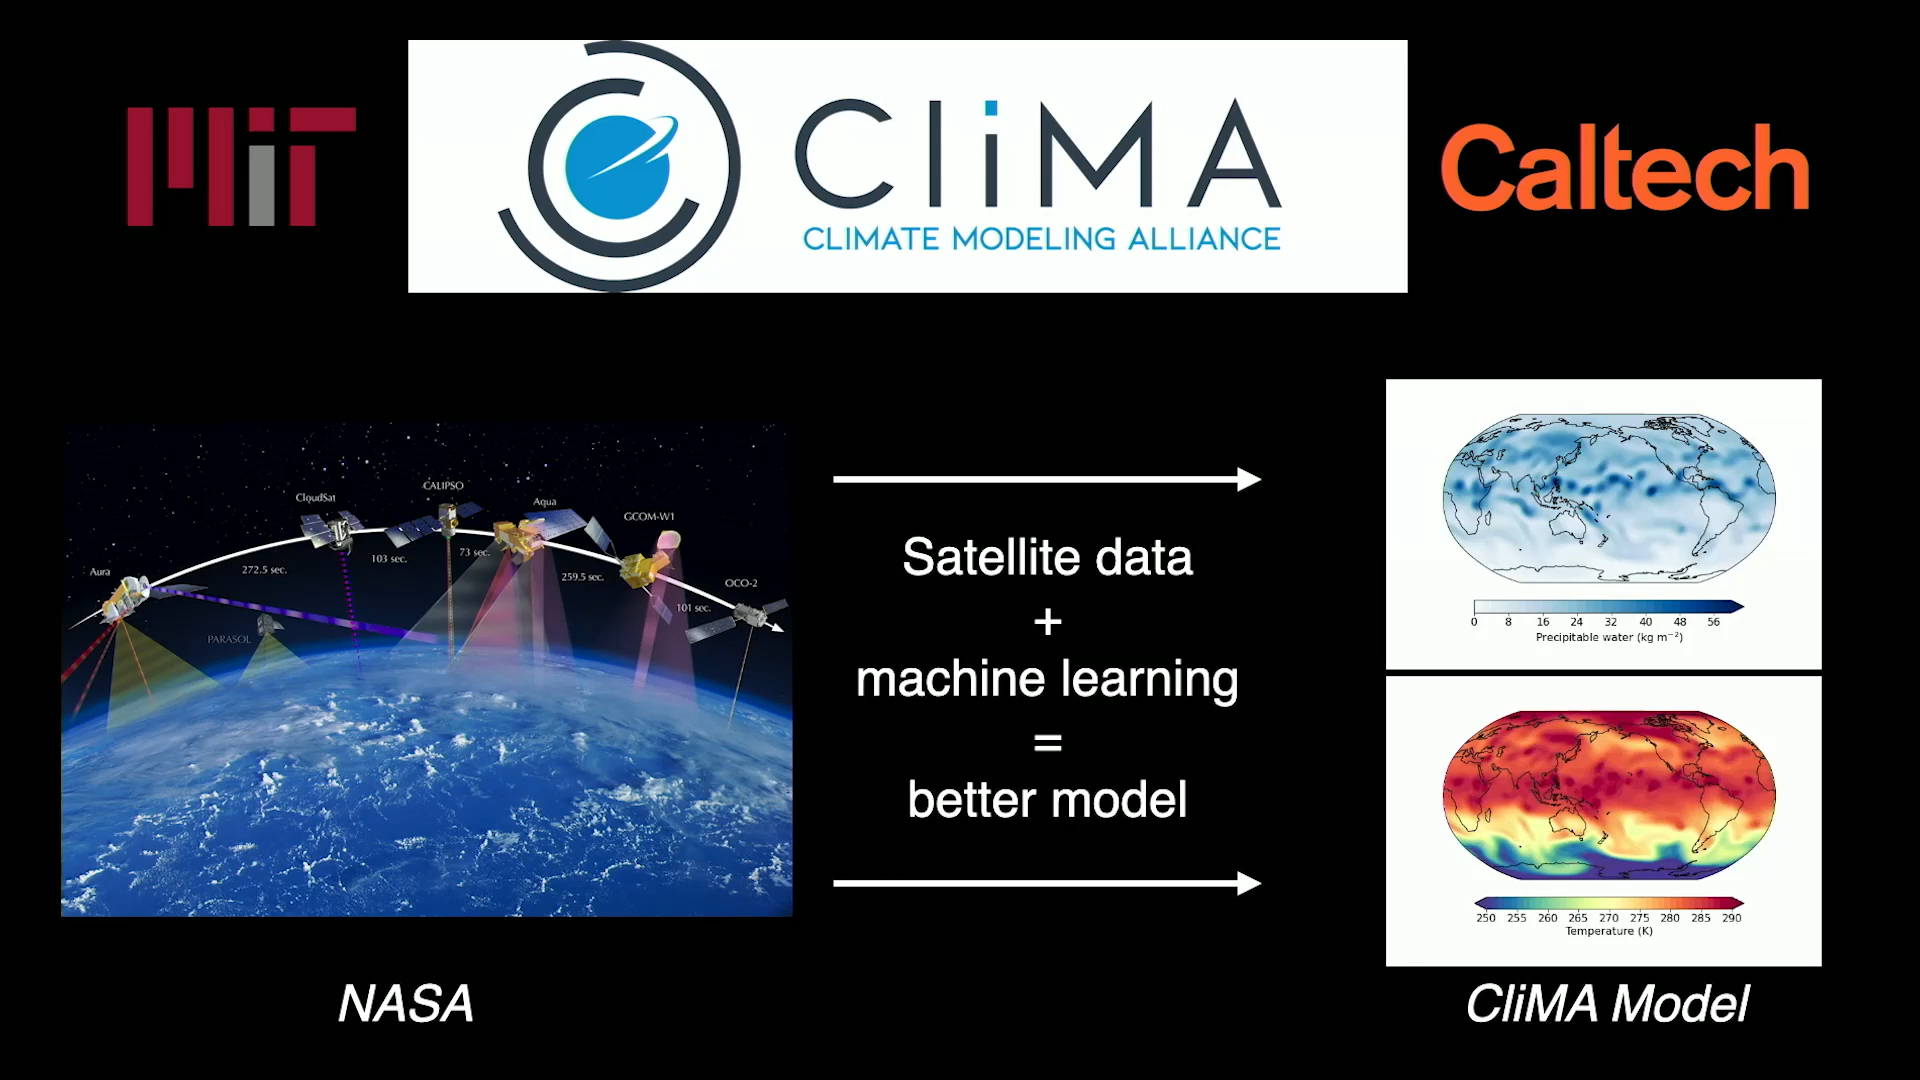 MIT
CliMA
CLIMATE MODELING ALLIANCE
Caltech
CloudSat
CALIPSO
Aqua
GCOM-W1
Aura
OCO-2
PARASOL
272.5 sec.
103 sec.
73 sec.
259.5 sec.
101 sec.
NASA
Satellite data
+
machine learning
=
better model
0 8 16 24 32 40 48 56
Precipitable water (kg m⁻²)
250 255 260 265 270 275 280 285 290
Temperature (K)
CliMA Model